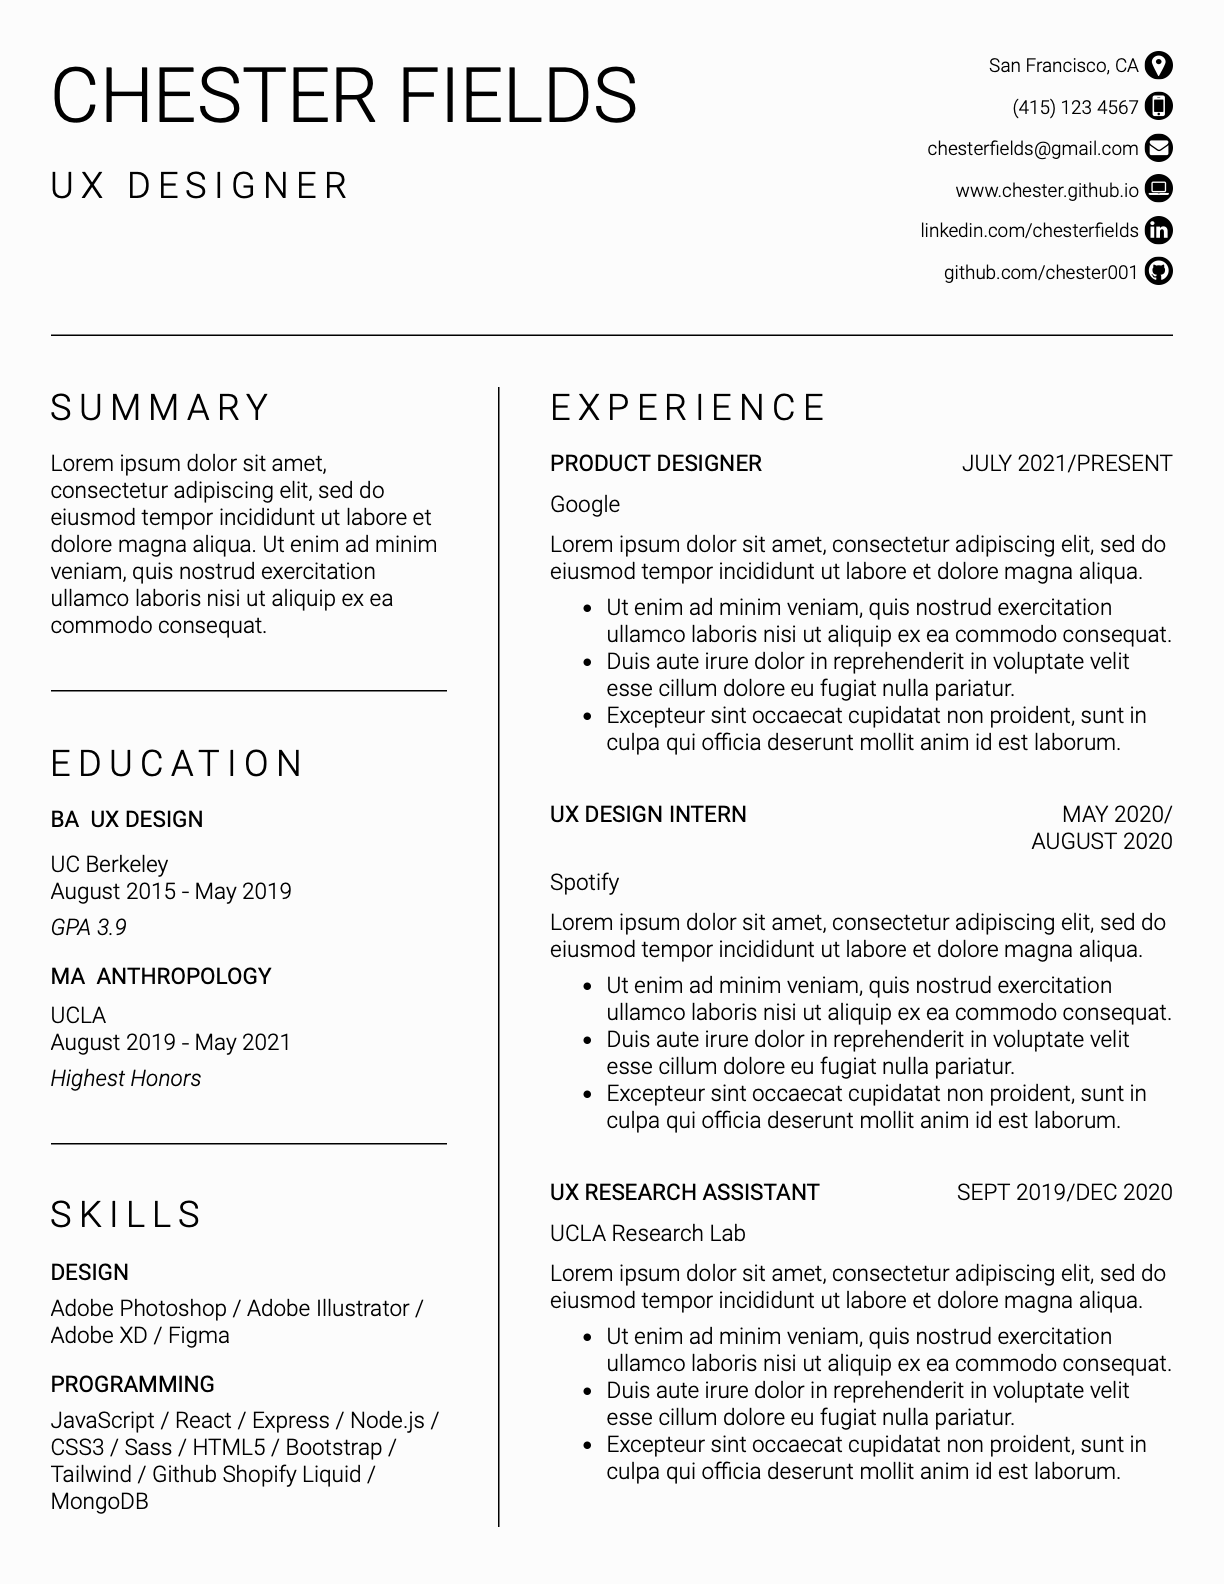 CHESTER FIELDS
UX DESIGNER
San Francisco, CA
(415) 123 4567
chesterfields@gmail.com
www.chester.github.io
linkedin.com/chesterfields
in
github.com/chester001
SUMMARY
Lorem ipsum dolor sit amet,
consectetur adipiscing elit, sed do
eiusmod tempor incididunt ut labore et
dolore magna aliqua. Ut enim ad minim
veniam, quis nostrud exercitation
ullamco laboris nisi ut aliquip ex ea
commodo consequat.
EDUCATION
BA  UX DESIGN
UC Berkeley
August 2015 - May 2019
GPA 3.9
MA  ANTHROPOLOGY
UCLA
August 2019 - May 2021
Highest Honors
SKILLS
DESIGN
Adobe Photoshop / Adobe Illustrator /
Adobe XD / Figma
PROGRAMMING
JavaScript / React / Express / Node.js /
CSS3 / Sass / HTML5 / Bootstrap /
Tailwind / Github Shopify Liquid /
MongoDB
EXPERIENCE
PRODUCT DESIGNER JULY 2021/PRESENT
Google
Lorem ipsum dolor sit amet, consectetur adipiscing elit, sed do
eiusmod tempor incididunt ut labore et dolore magna aliqua.
• Ut enim ad minim veniam, quis nostrud exercitation
ullamco laboris nisi ut aliquip ex ea commodo consequat.
• Duis aute irure dolor in reprehenderit in voluptate velit
esse cillum dolore eu fugiat nulla pariatur.
• Excepteur sint occaecat cupidatat non proident, sunt in
culpa qui officia deserunt mollit anim id est laborum.
UX DESIGN INTERN MAY 2020/
AUGUST 2020
Spotify
Lorem ipsum dolor sit amet, consectetur adipiscing elit, sed do
eiusmod tempor incididunt ut labore et dolore magna aliqua.
• Ut enim ad minim veniam, quis nostrud exercitation
ullamco laboris nisi ut aliquip ex ea commodo consequat.
• Duis aute irure dolor in reprehenderit in voluptate velit
esse cillum dolore eu fugiat nulla pariatur.
• Excepteur sint occaecat cupidatat non proident, sunt in
culpa qui officia deserunt mollit anim id est laborum.
UX RESEARCH ASSISTANT SEPT 2019/DEC 2020
UCLA Research Lab
Lorem ipsum dolor sit amet, consectetur adipiscing elit, sed do
eiusmod tempor incididunt ut labore et dolore magna aliqua.
• Ut enim ad minim veniam, quis nostrud exercitation
ullamco laboris nisi ut aliquip ex ea commodo consequat.
• Duis aute irure dolor in reprehenderit in voluptate velit
esse cillum dolore eu fugiat nulla pariatur.
• Excepteur sint occaecat cupidatat non proident, sunt in
culpa qui officia deserunt mollit anim id est laborum.